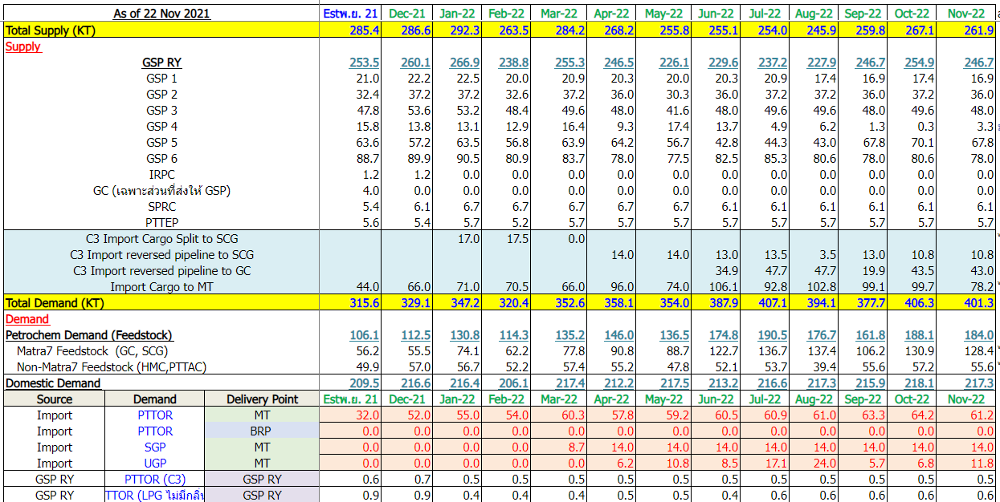 As of 22 Nov 2021 Estพ.ย. 21 Dec-21 Jan-22 Feb-22 Mar-22 Apr-22 May-22 Jun-22 Jul-22 Aug-22 Sep-22 Oct-22 Nov-22
Total Supply (KT) 285.4 286.6 292.3 263.5 284.2 268.2 255.8 255.1 254.0 245.9 259.8 267.1 261.9
Supply
GSP RY 253.5 260.1 266.9 238.8 255.3 246.5 226.1 229.6 237.2 227.9 246.7 254.9 246.7
GSP 1 21.0 22.2 22.5 20.0 20.9 20.3 20.0 20.3 20.9 17.4 16.9 17.4 16.9
GSP 2 32.4 37.2 37.2 32.6 37.2 36.0 30.3 36.0 37.2 37.2 36.0 37.2 36.0
GSP 3 47.8 53.6 53.2 48.4 49.6 48.0 41.6 48.0 49.6 49.6 48.0 49.6 48.0
GSP 4 15.8 13.8 13.1 12.9 16.4 9.3 17.4 13.7 4.9 6.2 1.3 0.3 3.3
GSP 5 63.6 57.2 63.5 56.8 63.9 64.2 56.7 42.8 44.3 43.0 67.8 70.1 67.8
GSP 6 88.7 89.9 90.5 80.9 83.7 78.0 77.5 82.5 85.3 80.6 78.0 80.6 78.0
IRPC 1.2 1.2 0.0 0.0 0.0 0.0 0.0 0.0 0.0 0.0 0.0 0.0 0.0
GC (เฉพาะส่วนที่ส่งให้ GSP) 4.0 0.0 0.0 0.0 0.0 0.0 0.0 0.0 0.0 0.0 0.0 0.0 0.0
SPRC 5.4 6.1 6.7 6.7 6.7 6.7 6.7 6.1 6.1 6.1 6.1 6.1 6.1
PTTEP 5.6 5.4 5.7 5.2 5.7 5.7 5.7 5.7 5.7 5.7 5.7 5.7 5.7
C3 Import Cargo Split to SCG 17.0 17.5 0.0
C3 Import reversed pipeline to SCG 14.0 14.0 13.0 13.5 3.5 13.0 10.8 10.8
C3 Import reversed pipeline to GC 34.9 47.7 47.7 19.9 43.5 43.0
Import Cargo to MT 44.0 66.0 71.0 70.5 66.0 96.0 74.0 106.1 92.8 102.8 99.1 99.7 78.2
Total Demand (KT) 315.6 329.1 347.2 320.4 352.6 358.1 354.0 387.9 407.1 394.1 377.7 406.3 401.3
Demand
Petrochem Demand (Feedstock) 106.1 112.5 130.8 114.3 135.2 146.0 136.5 174.8 190.5 176.7 161.8 188.1 184.0
Matra7 Feedstock (GC, SCG) 56.2 55.5 74.1 62.2 77.8 90.8 88.7 122.7 136.7 137.4 106.2 130.9 128.4
Non-Matra7 Feedstock (HMC,PTTAC) 49.9 57.0 56.7 52.2 57.4 55.2 47.8 52.1 53.7 39.4 55.6 57.2 55.6
Domestic Demand 209.5 216.6 216.4 206.1 217.4 212.2 217.5 213.2 216.6 217.3 215.9 218.1 217.3
Source Demand Delivery Point Estพ.ย. 21 Dec-21 Jan-22 Feb-22 Mar-22 Apr-22 May-22 Jun-22 Jul-22 Aug-22 Sep-22 Oct-22 Nov-22
Import PTTOR MT 32.0 52.0 55.0 54.0 60.3 57.8 59.2 60.5 60.9 61.0 63.3 64.2 61.2
Import PTTOR BRP 0.0 0.0 0.0 0.0 0.0 0.0 0.0 0.0 0.0 0.0 0.0 0.0 0.0
Import SGP MT 0.0 0.0 0.0 0.0 8.7 14.0 14.0 14.0 14.0 14.0 14.0 14.0 14.0
Import UGP MT 0.0 0.0 0.0 0.0 0.0 6.2 10.8 8.5 17.1 24.0 5.7 6.8 11.8
GSP RY PTTOR (C3) GSP RY 0.6 0.7 0.5 0.5 0.5 0.5 0.5 0.5 0.5 0.5 0.5 0.5 0.5
GSP RY TTOR (LPG ไม่มีกลิ่น GSP RY 0.9 0.9 0.4 0.4 0.4 0.5 0.5 0.4 0.6 0.6 0.6 0.6 0.6